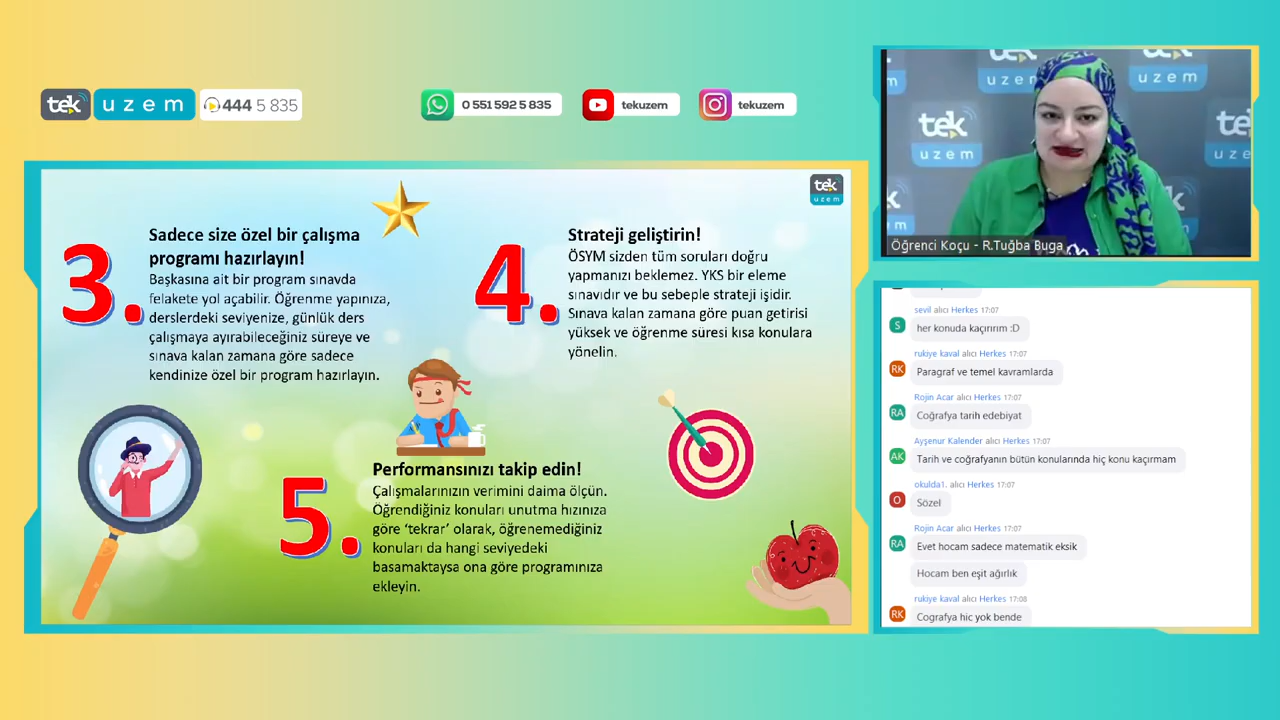 tek uzem 444 5 835
0 551 592 5 835
tekuzem
tekuzem
tek
uzem
3.
Sadece size özel bir çalışma
programı hazırlayın!
Başkasına ait bir program sınavda
felakete yol açabilir. Öğrenme yapınıza,
derslerdeki seviyenize, günlük ders
çalışmaya ayırabileceğiniz süreye ve
sınava kalan zamana göre sadece
kendinize özel bir program hazırlayın.
4.
Strateji geliştirin!
ÖSYM sizden tüm soruları doğru
yapmanızı beklemez. YKS bir eleme
sınavıdır ve bu sebeple strateji işidir.
Sınava kalan zamana göre puan getirisi
yüksek ve öğrenme süresi kısa konulara
yönelin.
5.
Performansınızı takip edin!
Çalışmalarınızın verimini daima ölçün.
Öğrendiğiniz konuları unutma hızınıza
göre ‘tekrar’ olarak, öğrenemediğiniz
konuları da hangi seviyedeki
basamaktaysa ona göre programınıza
ekleyin.
tek
uzem
Öğrenci Koçu - R.Tuğba Buga
sevil alıcı Herkes 17:07
S
her konuda kaçırırım :D
rukiye kaval alıcı Herkes 17:07
RK
Paragraf ve temel kavramlarda
Rojin Acar alıcı Herkes 17:07
RA
Coğrafya tarih edebiyat
Ayşenur Kalender alıcı Herkes 17:07
AK
Tarih ve coğrafyanın bütün konularında hiç konu kaçırmam
okulda1. alıcı Herkes 17:07
O
Sözel
Rojin Acar alıcı Herkes 17:07
RA
Evet hocam sadece matematik eksik
Hocam ben eşit ağırlık
rukiye kaval alıcı Herkes 17:08
RK
Cografya hiç yok bende